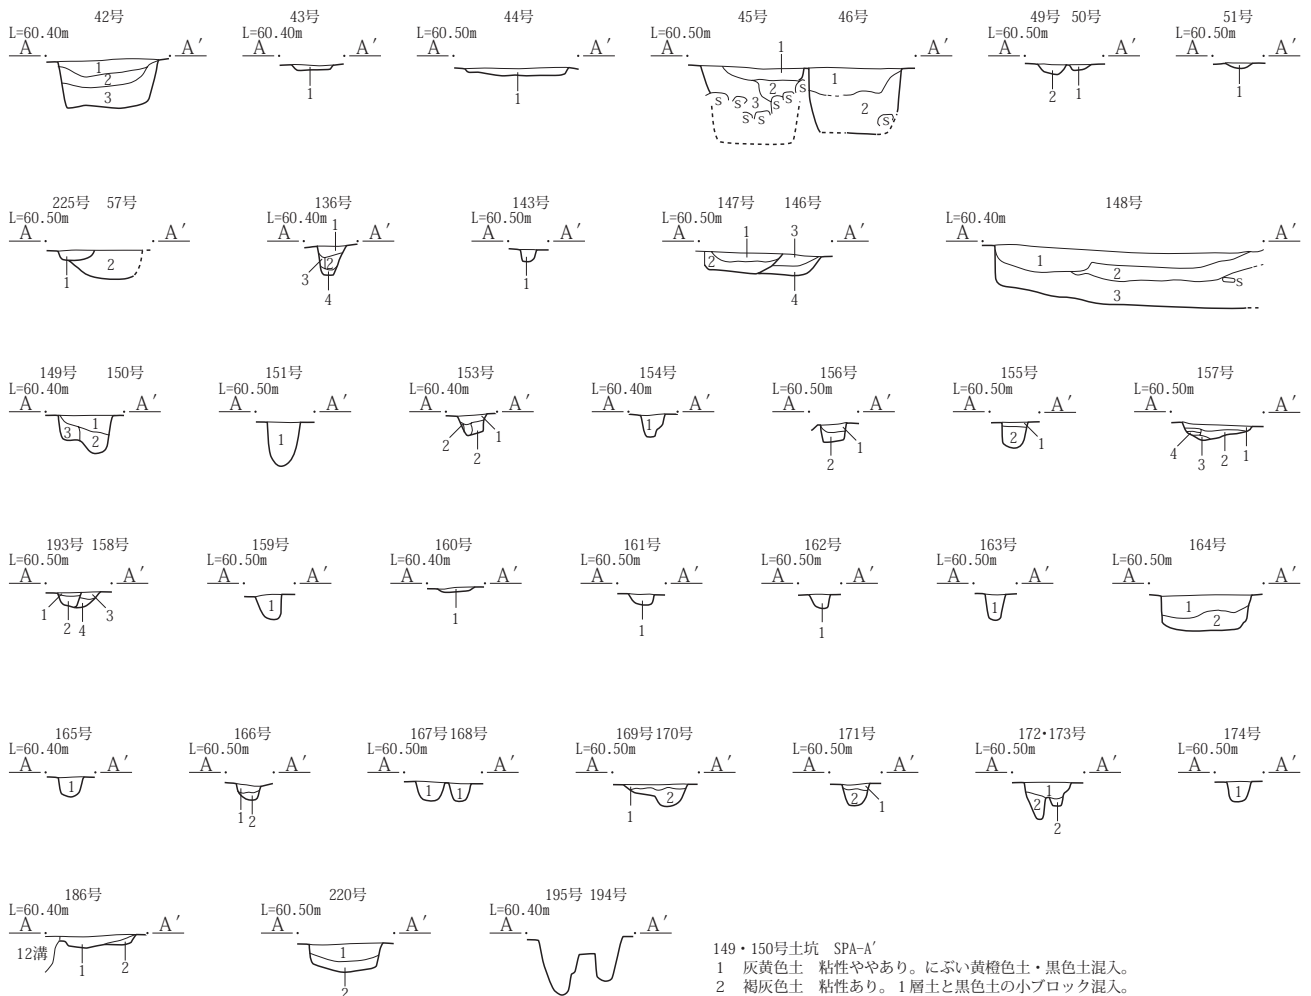 42号 43号 44号 45号 46号 49号 50号 51号
L=60.40m L=60.40m L=60.50m L=60.50m L=60.50m L=60.50m
A A′ A A′ A A′ A A′ A A′ A A′
1 2 3 1 1 1 2 3 S S S S S S S 1 2 S 2 1 1
225号 57号 136号 143号 147号 146号 148号
L=60.50m L=60.40m L=60.50m L=60.50m L=60.40m
A A′ A A′ A A′ A A′ A A′
1 2 1 2 3 4 1 1 2 3 4 1 2 3 S
149号 150号 151号 153号 154号 156号 155号 157号
L=60.40m L=60.50m L=60.40m L=60.40m L=60.50m L=60.50m L=60.50m
A A′ A A′ A A′ A A′ A A′ A A′ A A′
1 3 2 1 2 2 1 1 2 1 2 1 4 3 2 1
193号 158号 159号 160号 161号 162号 163号 164号
L=60.50m L=60.50m L=60.40m L=60.50m L=60.50m L=60.50m L=60.50m
A A′ A A′ A A′ A A′ A A′ A A′ A A′
1 2 4 3 1 1 1 1 1 1 2
165号 166号 167号 168号 169号 170号 171号 172・173号 174号
L=60.40m L=60.50m L=60.50m L=60.50m L=60.50m L=60.50m L=60.50m
A A′ A A′ A A′ A A′ A A′ A A′ A A′
1 1 2 1 1 1 2 2 1 1 2 2 1
186号 220号 195号 194号
L=60.40m L=60.50m L=60.40m
A A′ A A′ A A′
12溝 1 2 1 2
149・150号土坑 SPA-A′
1 灰黄色土 粘性ややあり。にぶい黄橙色土・黒色土混入。
2 褐灰色土 粘性あり。1層土と黒色土の小ブロック混入。